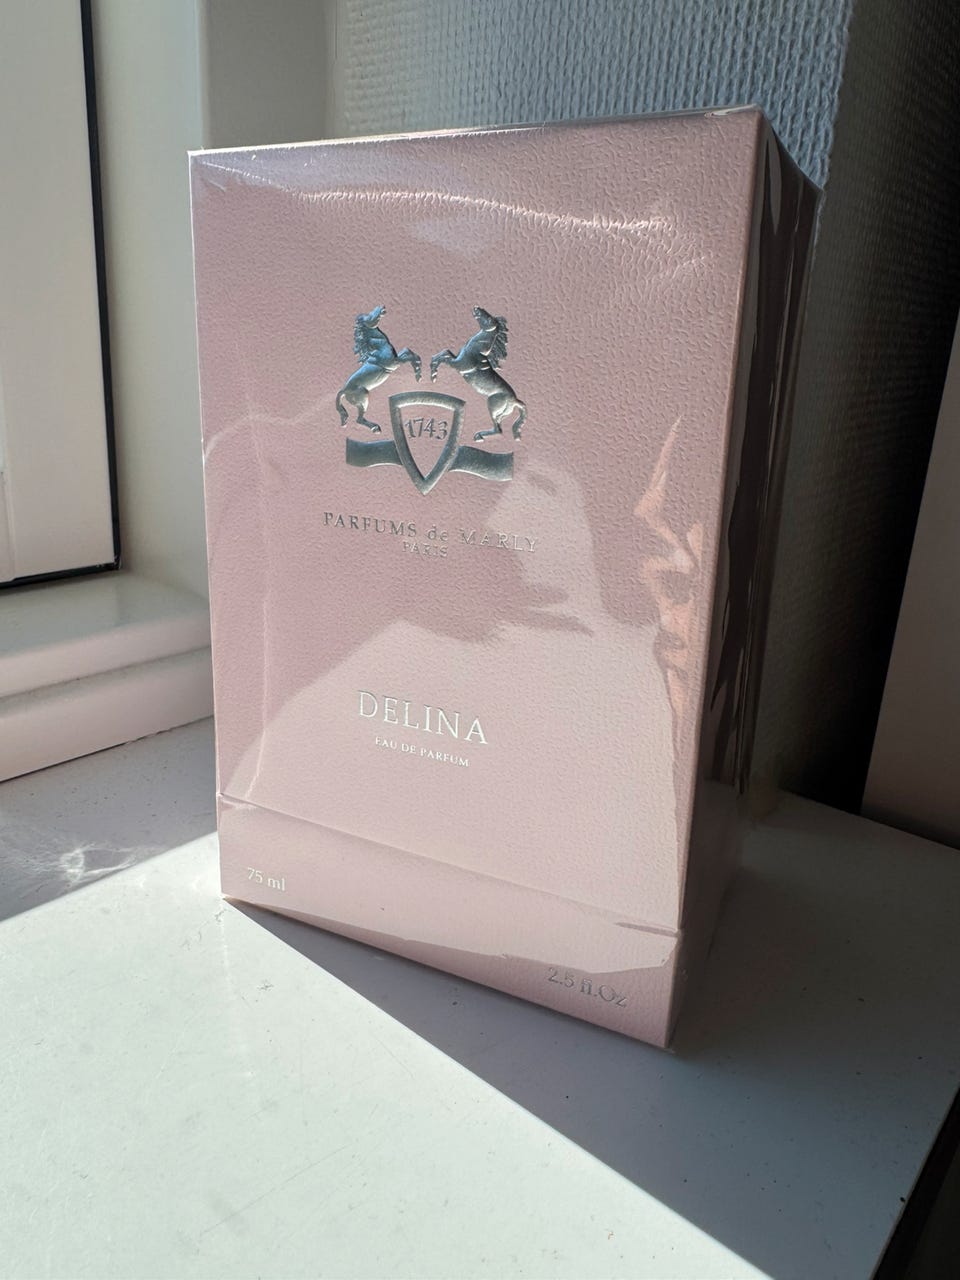 1743
PARFUMS de MARLY
PARIS
DELINA
EAU DE PARFUM
75 ml
2.5 fl.Oz